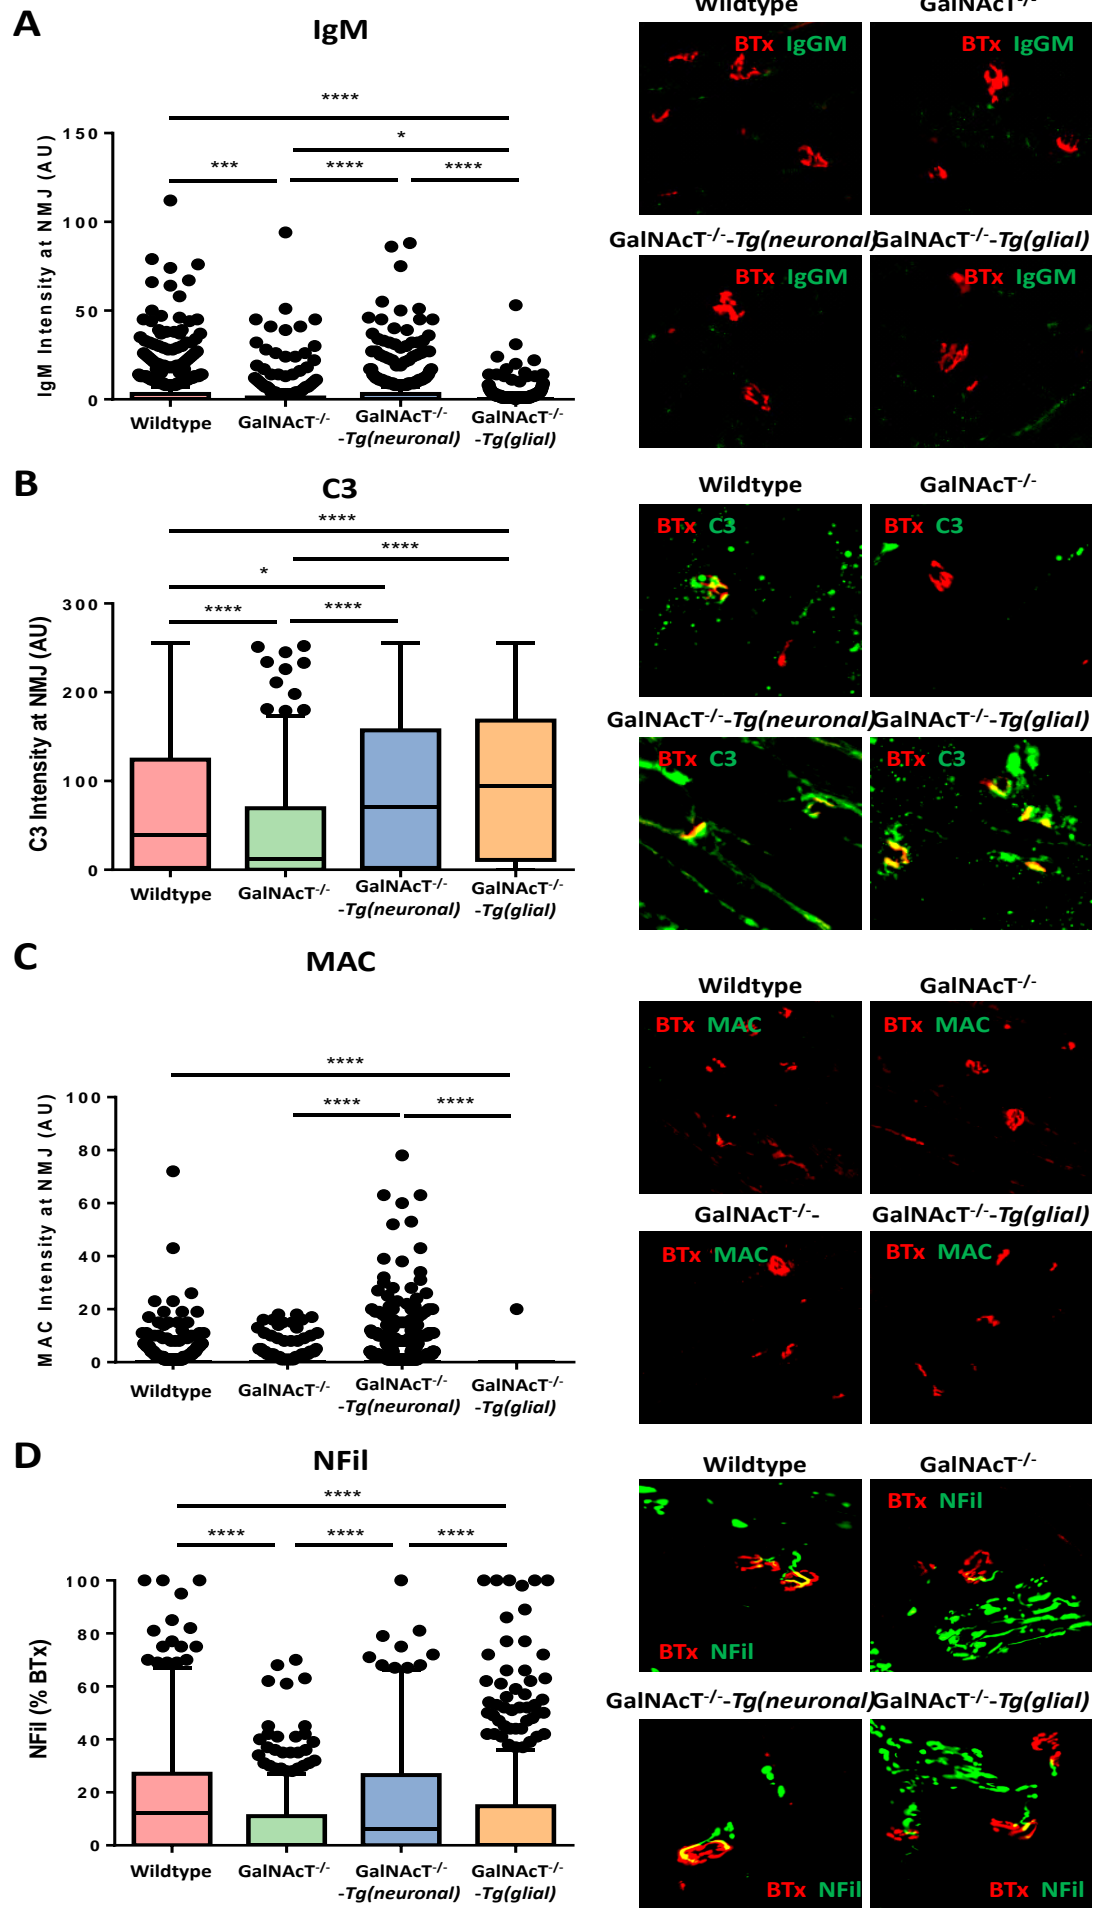 A
IgM
Wildtype
GalNAcT-/-
****
*
***
****
****
IgM Intensity at NMJ (AU)
150
100
50
0
Wildtype
GalNAcT-/-
GalNAcT-/-
-Tg(neuronal)
GalNAcT-/-
-Tg(glial)
BTx IgGM
BTx IgGM
GalNAcT-/--Tg(neuronal)
GalNAcT-/--Tg(glial)
BTx IgGM
BTx IgGM
B
C3
Wildtype
GalNAcT-/-
****
****
*
****
****
C3 Intensity at NMJ (AU)
300
200
100
0
Wildtype
GalNAcT-/-
GalNAcT-/-
-Tg(neuronal)
GalNAcT-/-
-Tg(glial)
BTx C3
BTx C3
GalNAcT-/--Tg(neuronal)
GalNAcT-/--Tg(glial)
BTx C3
BTx C3
C
MAC
Wildtype
GalNAcT-/-
****
****
****
MAC Intensity at NMJ (AU)
100
80
60
40
20
0
Wildtype
GalNAcT-/-
GalNAcT-/-
-Tg(neuronal)
GalNAcT-/-
-Tg(glial)
BTx MAC
BTx MAC
GalNAcT-/--
GalNAcT-/--Tg(glial)
BTx MAC
BTx MAC
D
NFil
Wildtype
GalNAcT-/-
****
****
****
****
NFil (% BTx)
100
80
60
40
20
0
Wildtype
GalNAcT-/-
GalNAcT-/-
-Tg(neuronal)
GalNAcT-/-
-Tg(glial)
BTx NFil
BTx NFil
GalNAcT-/--Tg(neuronal)
GalNAcT-/--Tg(glial)
BTx NFil
BTx NFil